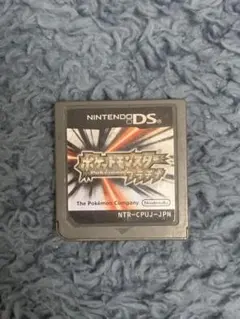 NINTENDO DS™
ポケットモンスター
プラチナ
The Pokémon Company
Nintendo
NTR-CPUJ-JPN